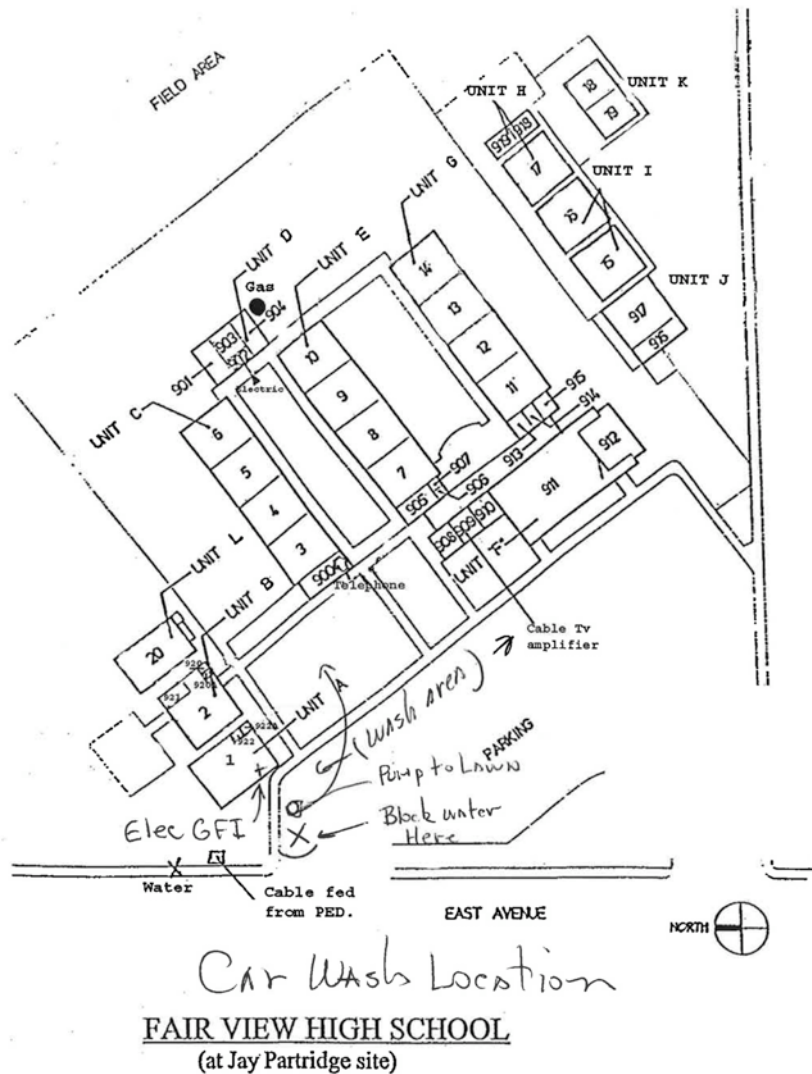 FIELD AREA
18
UNIT K
19
UNIT H
919
918
17
UNIT I
16
15
UNIT J
917
916
UNIT G
14
13
12
11
915
914
913
912
911
UNIT D
Gas
904
903
902
901
Electric
UNIT E
10
9
8
7
907
906
905
908
909
910
UNIT F
UNIT C
6
5
4
3
900
Telephone
Cable Tv
amplifier
UNIT L
20
UNIT B
920
921
2
UNIT A
922
1
(Wash Area)
PARKING
Pump to Lawn
Block water
Here
Elec GFI
Water
Cable fed
from PED.
EAST AVENUE
NORTH
Car Wash Location
FAIR VIEW HIGH SCHOOL
(at Jay Partridge site)